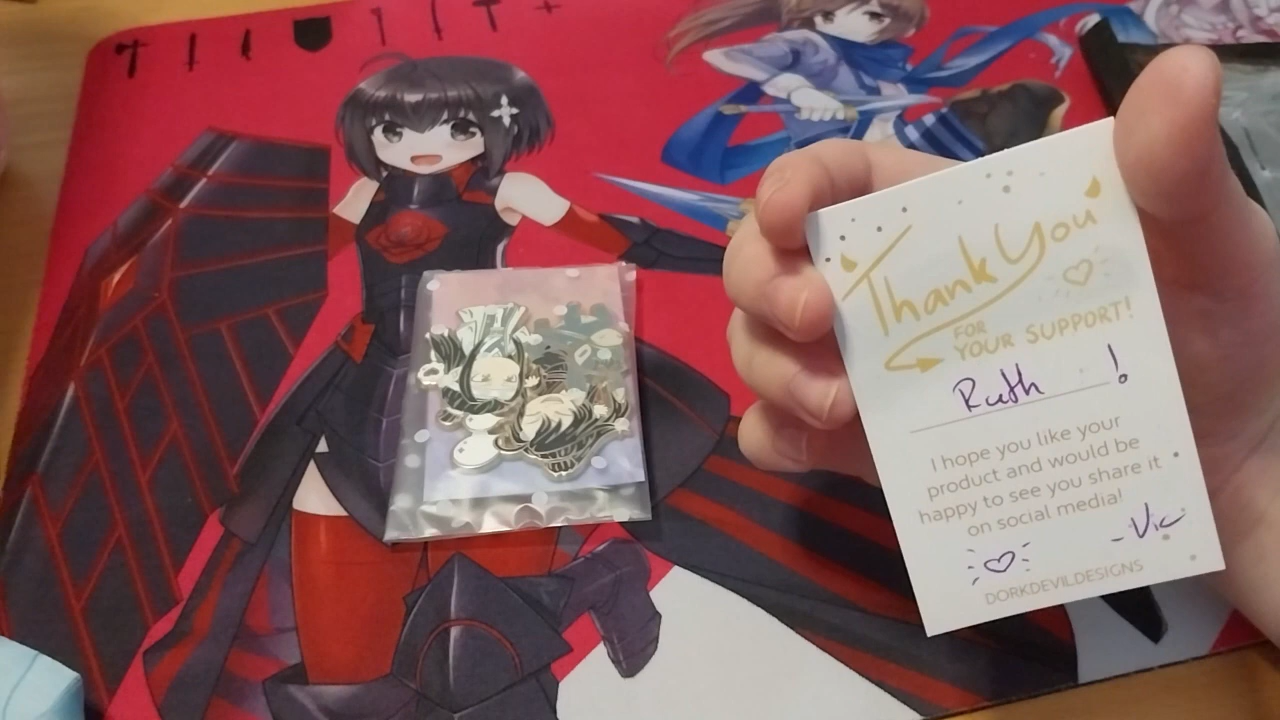 Thank You
FOR
YOUR SUPPORT!
Ruth !
I hope you like your
product and would be
happy to see you share it
on social media!
-Vic
DORKDEVILDESIGNS